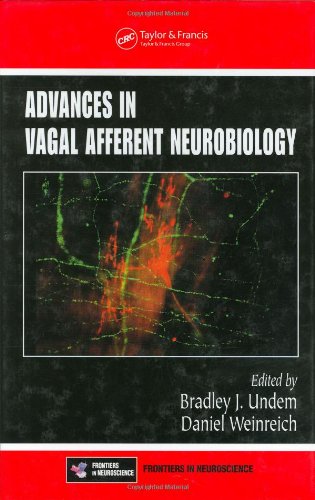 CRC
Taylor & Francis
Taylor & Francis Group
ADVANCES IN
VAGAL AFFERENT NEUROBIOLOGY
Edited by
Bradley J. Undem
Daniel Weinreich
FRONTIERS IN
NEUROSCIENCE
FRONTIERS IN NEUROSCIENCE